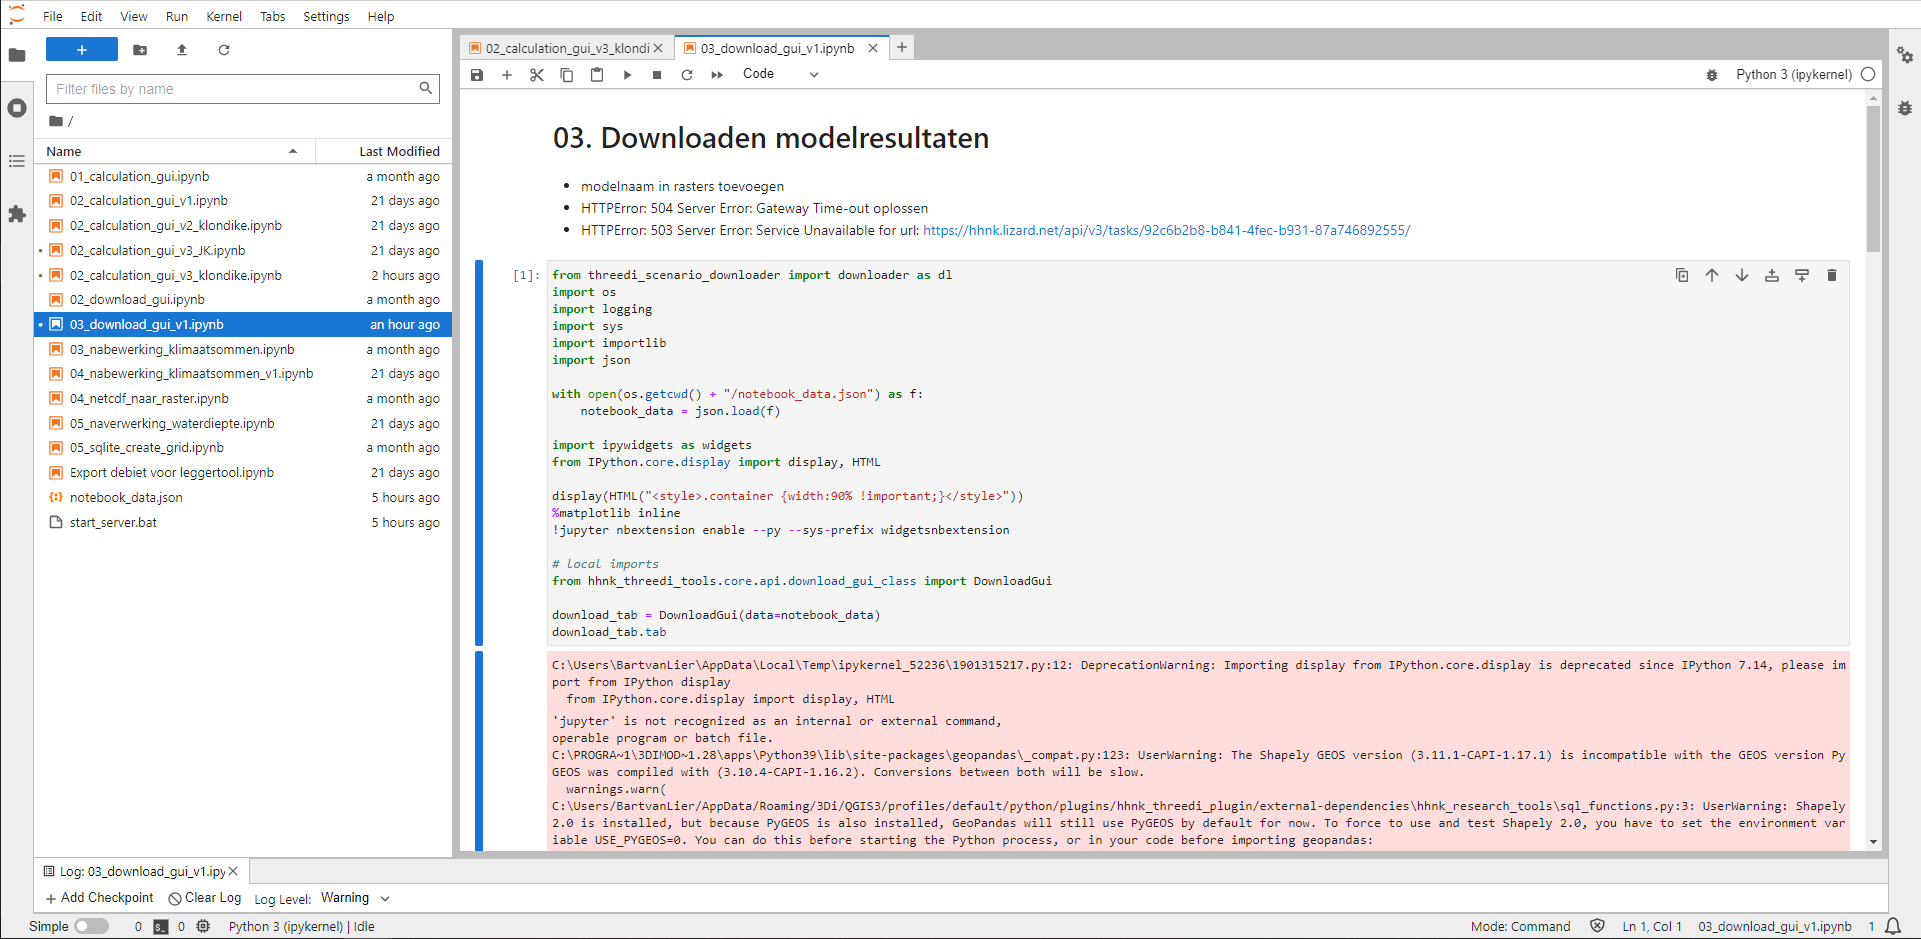 File Edit View Run Kernel Tabs Settings Help
Filter files by name
/
Name Last Modified
01_calculation_gui.ipynb a month ago
02_calculation_gui_v1.ipynb 21 days ago
02_calculation_gui_v2_klondike.ipynb 21 days ago
02_calculation_gui_v3_JK.ipynb 21 days ago
02_calculation_gui_v3_klondike.ipynb 2 hours ago
02_download_gui.ipynb a month ago
03_download_gui_v1.ipynb an hour ago
03_nabewerking_klimaatsommen.ipynb a month ago
04_nabewerking_klimaatsommen_v1.ipynb 21 days ago
04_netcdf_naar_raster.ipynb a month ago
05_naverwerking_waterdiepte.ipynb 21 days ago
05_sqlite_create_grid.ipynb a month ago
Export debiet voor leggertool.ipynb 21 days ago
notebook_data.json 5 hours ago
start_server.bat 5 hours ago
02_calculation_gui_v3_klondi 03_download_gui_v1.ipynb
Code Python 3 (ipykernel)
03. Downloaden modelresultaten
• modelnaam in rasters toevoegen
• HTTPError: 504 Server Error: Gateway Time-out oplossen
• HTTPError: 503 Server Error: Service Unavailable for url: https://hhnk.lizard.net/api/v3/tasks/92c6b2b8-b841-4fec-b931-87a746892555/
[1]: from threedi_scenario_downloader import downloader as dl
import os
import logging
import sys
import importlib
import json
with open(os.getcwd() + "/notebook_data.json") as f:
    notebook_data = json.load(f)
import ipywidgets as widgets
from IPython.core.display import display, HTML
display(HTML("<style>.container {width:90% !important;}</style>"))
%matplotlib inline
!jupyter nbextension enable --py --sys-prefix widgetsnbextension
# local imports
from hhnk_threedi_tools.core.api.download_gui_class import DownloadGui
download_tab = DownloadGui(data=notebook_data)
download_tab.tab
C:\Users\BartvanLier\AppData\Local\Temp\ipykernel_52236\1901315217.py:12: DeprecationWarning: Importing display from IPython.core.display is deprecated since IPython 7.14, please im
port from IPython display
  from IPython.core.display import display, HTML
'jupyter' is not recognized as an internal or external command,
operable program or batch file.
C:\PROGRA~1\3DIMOD~1.28\apps\Python39\lib\site-packages\geopandas\_compat.py:123: UserWarning: The Shapely GEOS version (3.11.1-CAPI-1.17.1) is incompatible with the GEOS version Py
GEOS was compiled with (3.10.4-CAPI-1.16.2). Conversions between both will be slow.
  warnings.warn(
C:/Users/BartvanLier/AppData/Roaming/3Di/QGIS3/profiles/default/python/plugins/hhnk_threedi_plugin/external-dependencies\hhnk_research_tools\sql_functions.py:3: UserWarning: Shapely
2.0 is installed, but because PyGEOS is also installed, GeoPandas will still use PyGEOS by default for now. To force to use and test Shapely 2.0, you have to set the environment var
iable USE_PYGEOS=0. You can do this before starting the Python process, or in your code before importing geopandas:
Log: 03_download_gui_v1.ipy
Add Checkpoint Clear Log Log Level: Warning
Simple 0 0 Python 3 (ipykernel) | Idle Mode: Command Ln 1, Col 1 03_download_gui_v1.ipynb 1